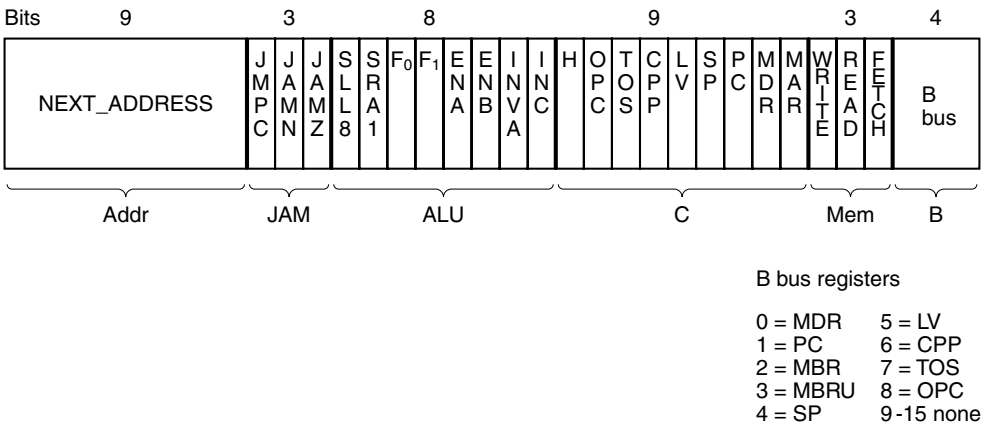 Bits 9 3 8 9 3 4
NEXT_ADDRESS JMPC JAMN JAMZ SLL8 SRA1 F0 F1 ENA ENB INVA INC H OPC TOS CPP LV SP PC MDR MAR WRITE READ FETCH B bus
Addr JAM ALU C Mem B
B bus registers
0 = MDR 5 = LV
1 = PC 6 = CPP
2 = MBR 7 = TOS
3 = MBRU 8 = OPC
4 = SP 9-15 none